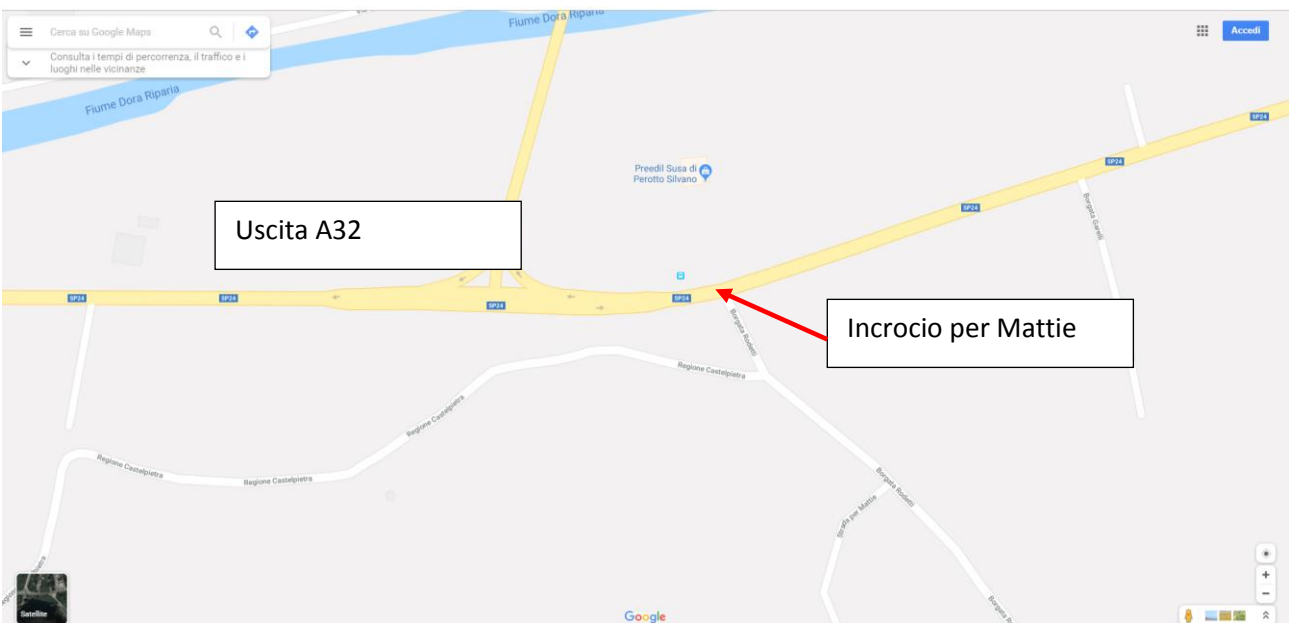 Fiume Dora Riparia
Cerca su Google Maps
Accedi
Consulta i tempi di percorrenza, il traffico e i
luoghi nelle vicinanze
Fiume Dora Riparia
SP24
SP24
Preedil Susa di
Perotto Silvano
SP24
Borgata Garelli
Uscita A32
SP24
SP24
SP24
SP24
Incrocio per Mattie
Borgata Rodetti
Regione Castelpietra
Regione Castelpietra
Regione Castelpietra
Regione Castelpietra
Borgata Rodetti
Strada per Mattie
Borgata R
Satellite
Google